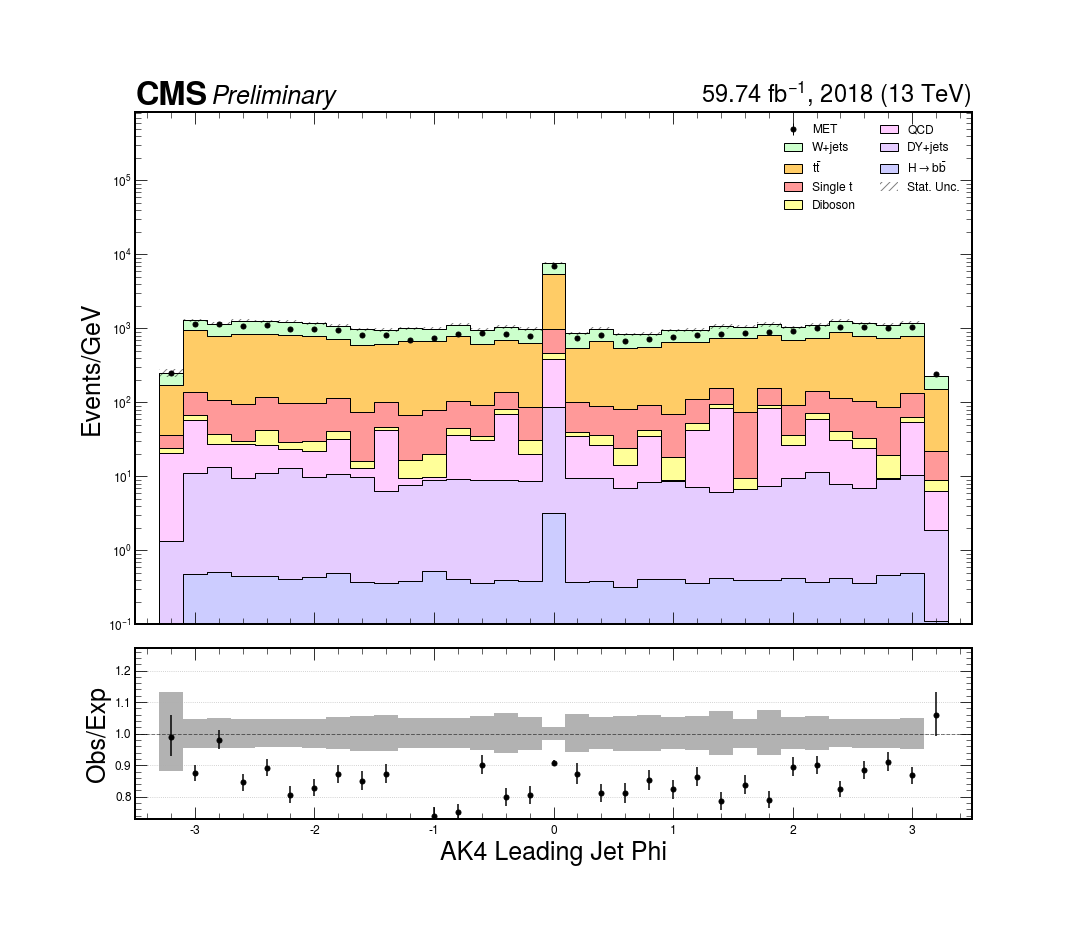 CMS Preliminary
59.74 fb⁻¹, 2018 (13 TeV)
MET
W+jets
tt̄
Single t
Diboson
QCD
DY+jets
H→bb̄
Stat. Unc.
Events/GeV
10⁵
10⁴
10³
10²
10¹
10⁰
10⁻¹
Obs/Exp
1.2
1.1
1.0
0.9
0.8
-3 -2 -1 0 1 2 3
AK4 Leading Jet Phi